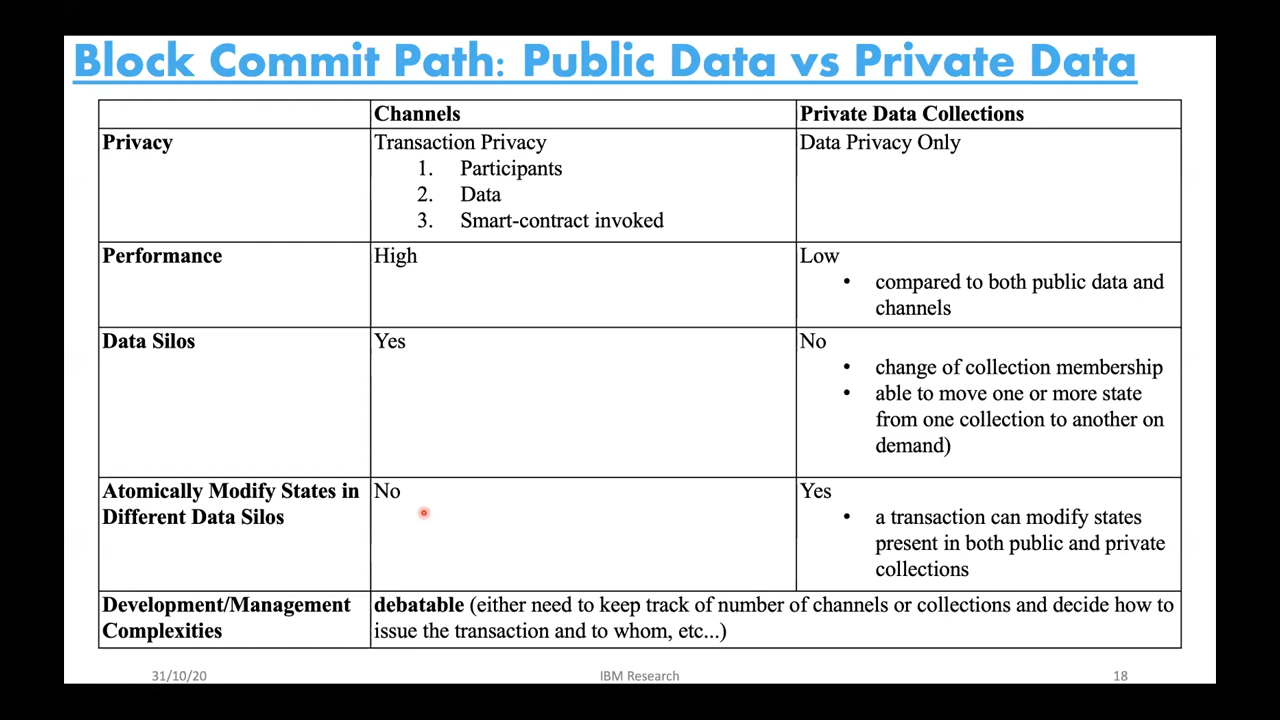 Block Commit Path: Public Data vs Private Data
Channels
Private Data Collections
Privacy
Transaction Privacy
1. Participants
2. Data
3. Smart-contract invoked
Data Privacy Only
Performance
High
Low
• compared to both public data and
channels
Data Silos
Yes
No
• change of collection membership
• able to move one or more state
from one collection to another on
demand)
Atomically Modify States in
Different Data Silos
No
Yes
• a transaction can modify states
present in both public and private
collections
Development/Management
Complexities
debatable (either need to keep track of number of channels or collections and decide how to
issue the transaction and to whom, etc...)
31/10/20
IBM Research
18